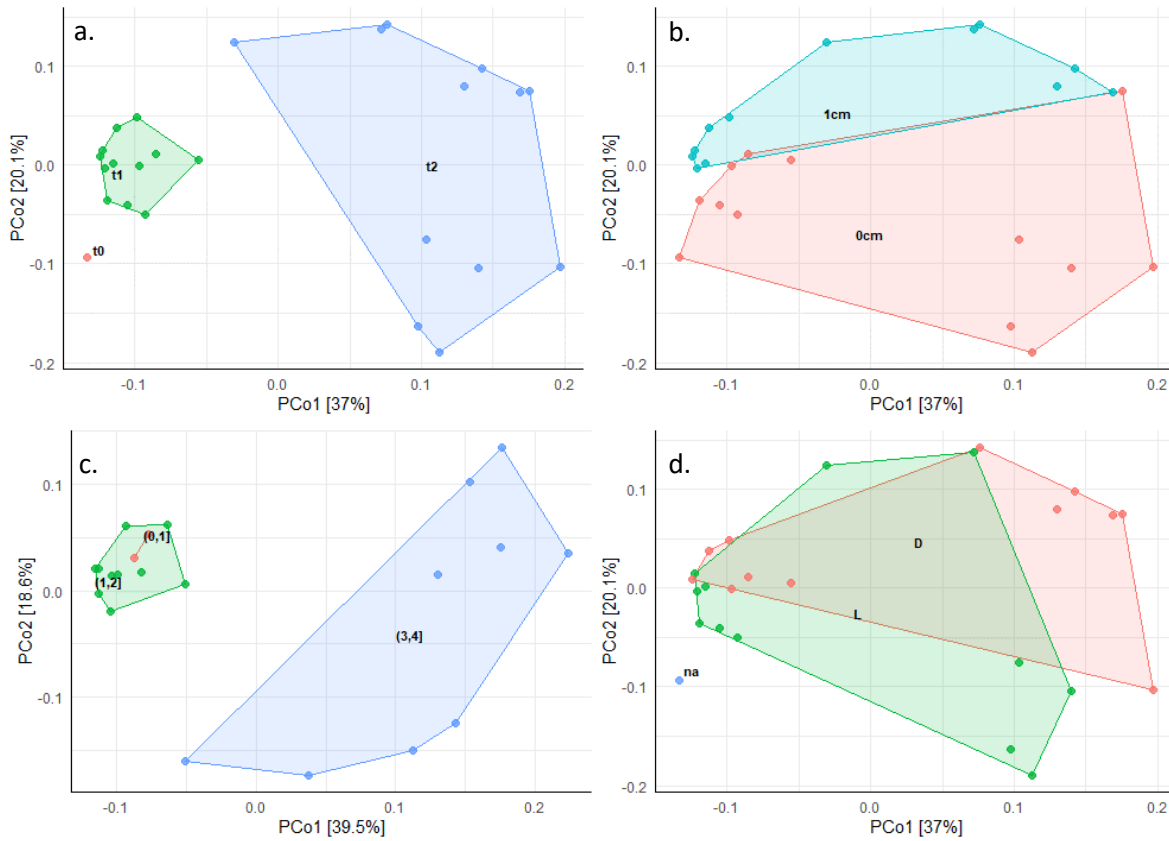 a.
0.1
0.0
-0.1
-0.2
PCo2 [20.1%]
t1
t0
t2
-0.1
0.0
0.1
0.2
PCo1 [37%]
b.
0.1
0.0
-0.1
-0.2
PCo2 [20.1%]
1cm
0cm
-0.1
0.0
0.1
0.2
PCo1 [37%]
c.
0.1
0.0
-0.1
PCo2 [18.6%]
(0,1]
(1,2]
(3,4]
-0.1
0.0
0.1
0.2
PCo1 [39.5%]
d.
0.1
0.0
-0.1
-0.2
PCo2 [20.1%]
D
L
na
-0.1
0.0
0.1
0.2
PCo1 [37%]